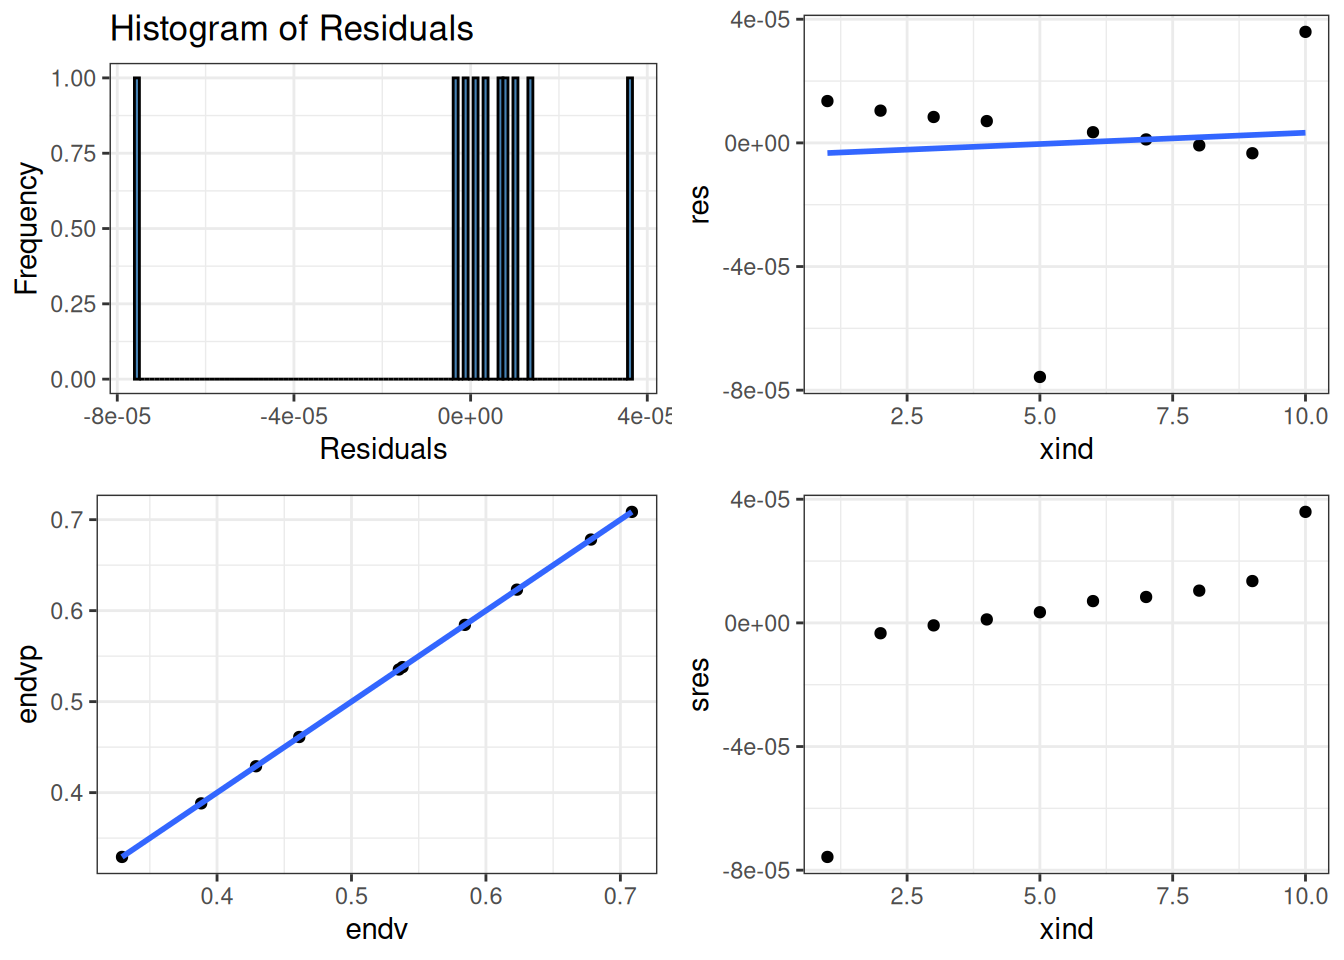 Histogram of Residuals
1.00
0.75
0.50
0.25
0.00
Frequency
-8e-05 -4e-05 0e+00 4e-05
Residuals
4e-05
0e+00
-4e-05
-8e-05
res
2.5 5.0 7.5 10.0
xind
0.7
0.6
0.5
0.4
endvp
0.4 0.5 0.6 0.7
endv
4e-05
0e+00
-4e-05
-8e-05
sres
2.5 5.0 7.5 10.0
xind